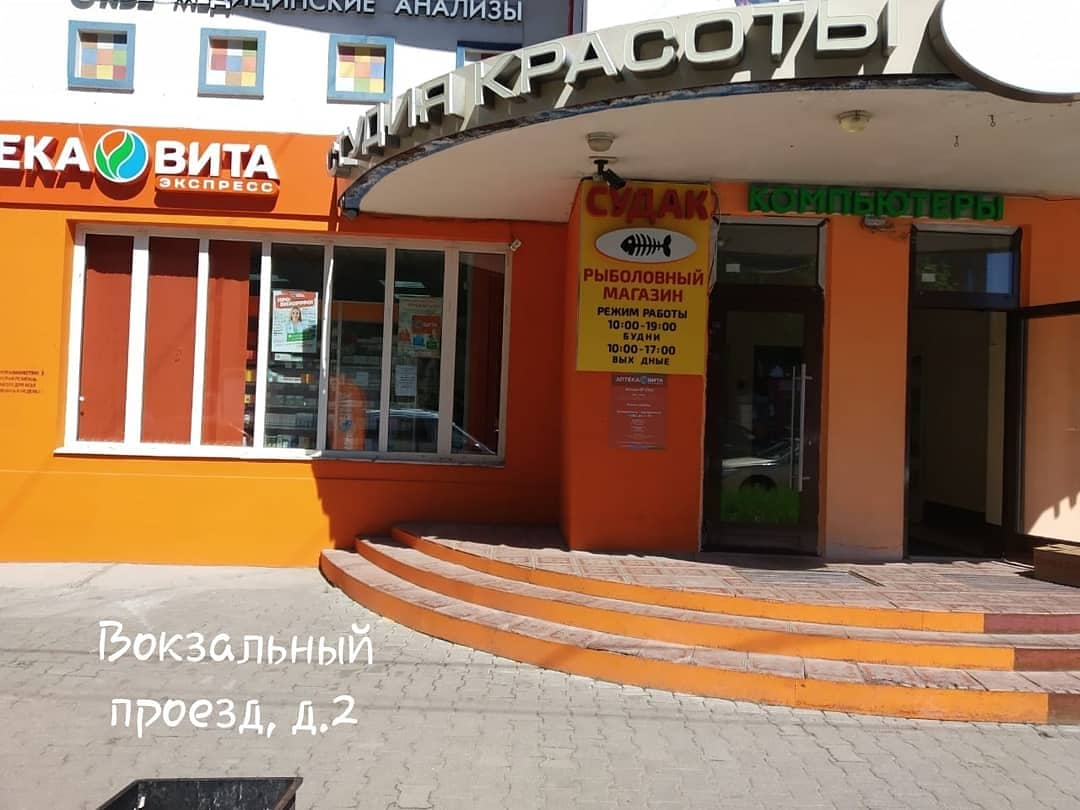 МЕДИЦИНСКИЕ АНАЛИЗЫ
СТУДИЯ КРАСОТЫ
ЕКА ВИТА
ЭКСПРЕСС
СУДАК
РЫБОЛОВНЫЙ
МАГАЗИН
РЕЖИМ РАБОТЫ
10:00-19:00
БУДНИ
10:00-17:00
ВЫХ ДНЫЕ
АПТЕКА ВИТА
КОМПЬЮТЕРЫ
Вокзальный
проезд, д.2